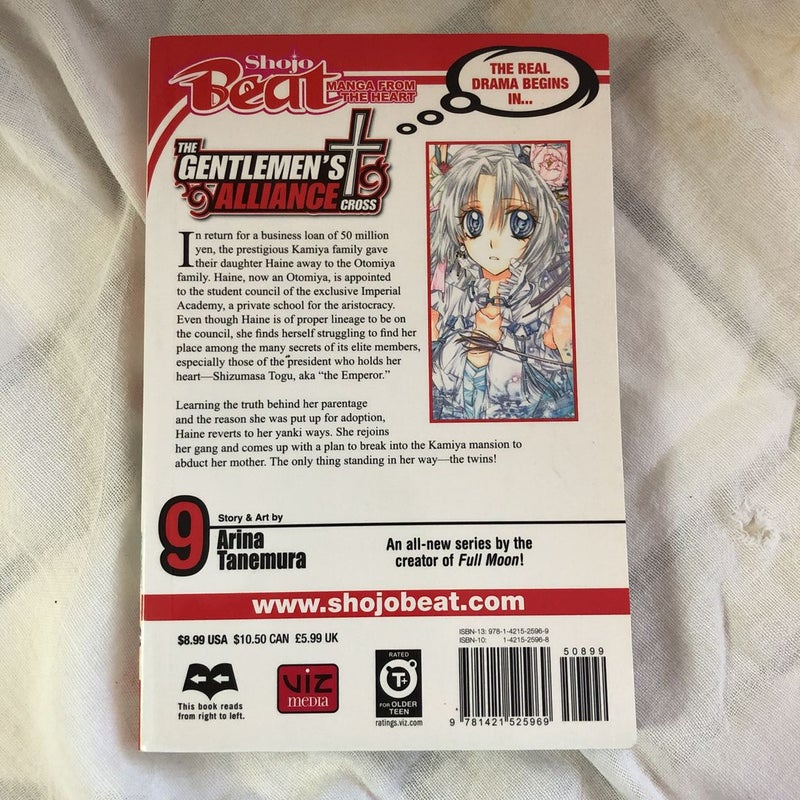 Shojo
Beat
MANGA FROM
THE HEART
THE REAL
DRAMA BEGINS
IN...
THE
GENTLEMEN'S
ALLIANCE
CROSS
In return for a business loan of 50 million
yen, the prestigious Kamiya family gave
their daughter Haine away to the Otomiya
family. Haine, now an Otomiya, is appointed
to the student council of the exclusive Imperial
Academy, a private school for the aristocracy.
Even though Haine is of proper lineage to be on
the council, she finds herself struggling to find her
place among the many secrets of its elite members,
especially those of the president who holds her
heart—Shizumasa Togu, aka “the Emperor.”
Learning the truth behind her parentage
and the reason she was put up for adoption,
Haine reverts to her yanki ways. She rejoins
her gang and comes up with a plan to break into the Kamiya mansion to
abduct her mother. The only thing standing in her way—the twins!
9
Story & Art by
Arina
Tanemura
An all-new series by the
creator of Full Moon!
www.shojobeat.com
$8.99 USA $10.50 CAN £5.99 UK
This book reads
from right to left.
VIZ
MEDIA
RATED
T+
FOR OLDER
TEEN
ratings.viz.com
ISBN-13: 978-1-4215-2596-9
ISBN-10: 1-4215-2596-8
50899
9 781421 525969